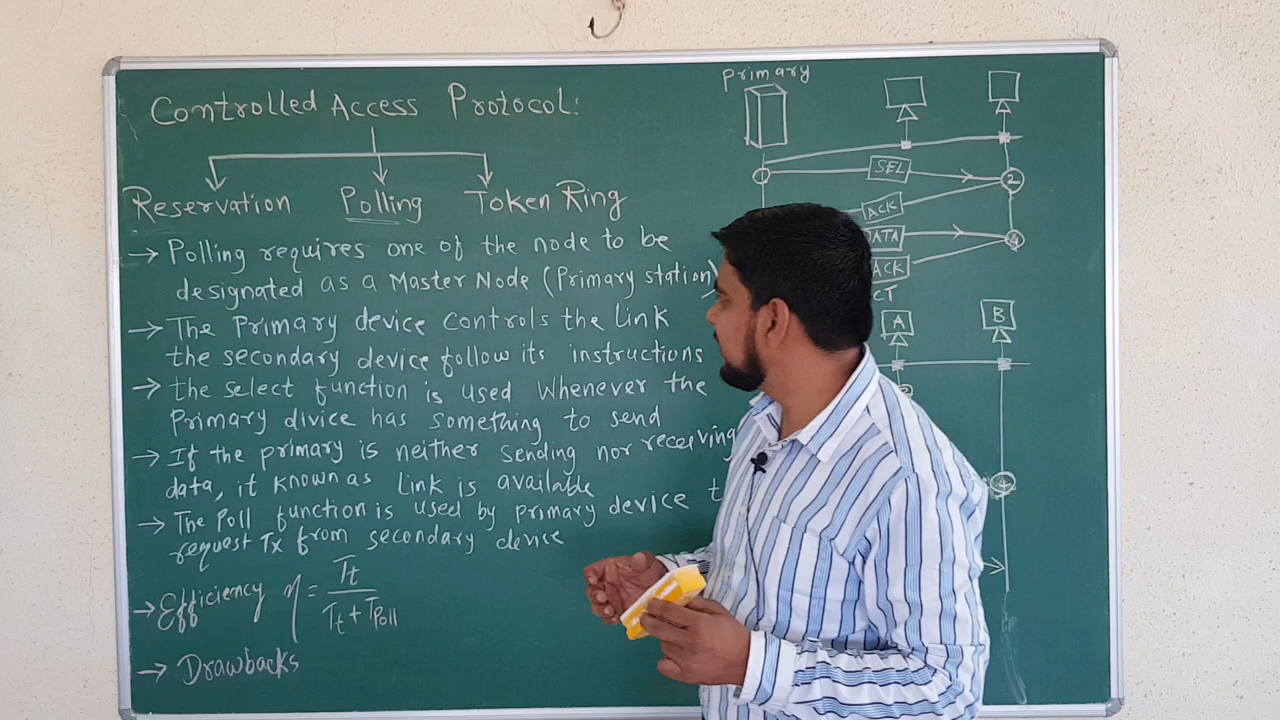 Controlled Access Protocol:
Reservation Polling Token Ring
→ Polling requires one of the node to be
designated as a Master Node (Primary station)
→ The Primary device controls the Link
the secondary device follow its instructions
→ the select function is used Whenever the
Primary divice has something to send
→ If the primary is neither sending nor receiving
data, it known as Link is available
→ The Poll function is used by primary device t
request Tx from secondary device
→ Efficiency η = Tt / Tt + TPoll
→ Drawbacks
Primary
SEL
2
ACK
DATA
4
ACK
CT
A B
4